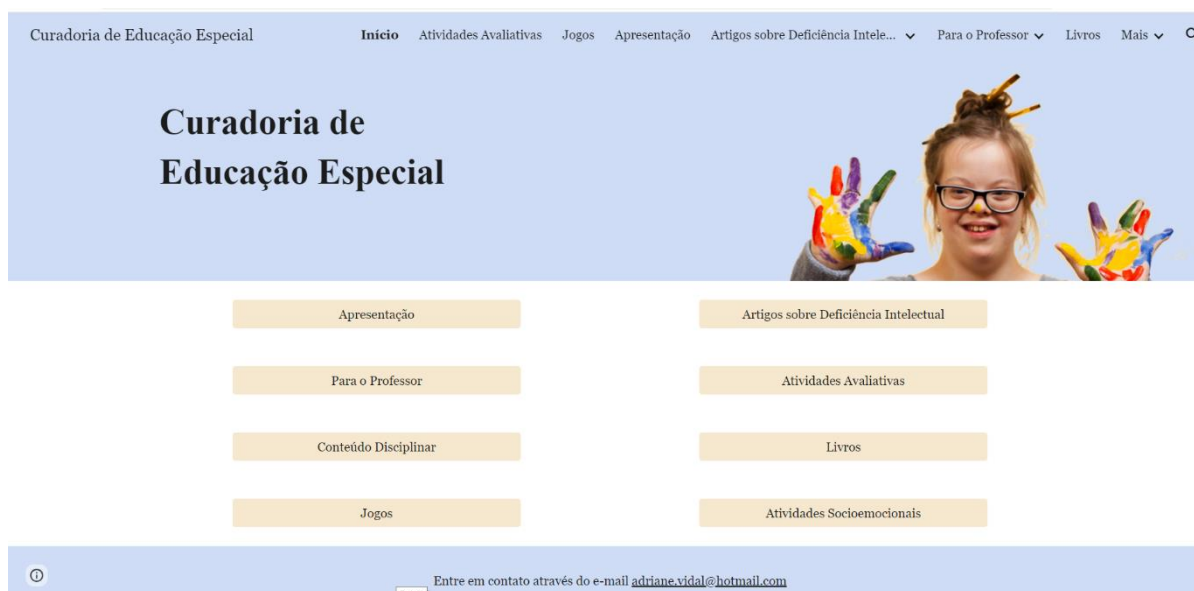 Curadoria de Educação Especial
Início Atividades Avaliativas Jogos Apresentação Artigos sobre Deficiência Intele... Para o Professor Livros Mais
Curadoria de
Educação Especial
Apresentação
Artigos sobre Deficiência Intelectual
Para o Professor
Atividades Avaliativas
Conteúdo Disciplinar
Livros
Jogos
Atividades Socioemocionais
Entre em contato através do e-mail adriane.vidal@hotmail.com